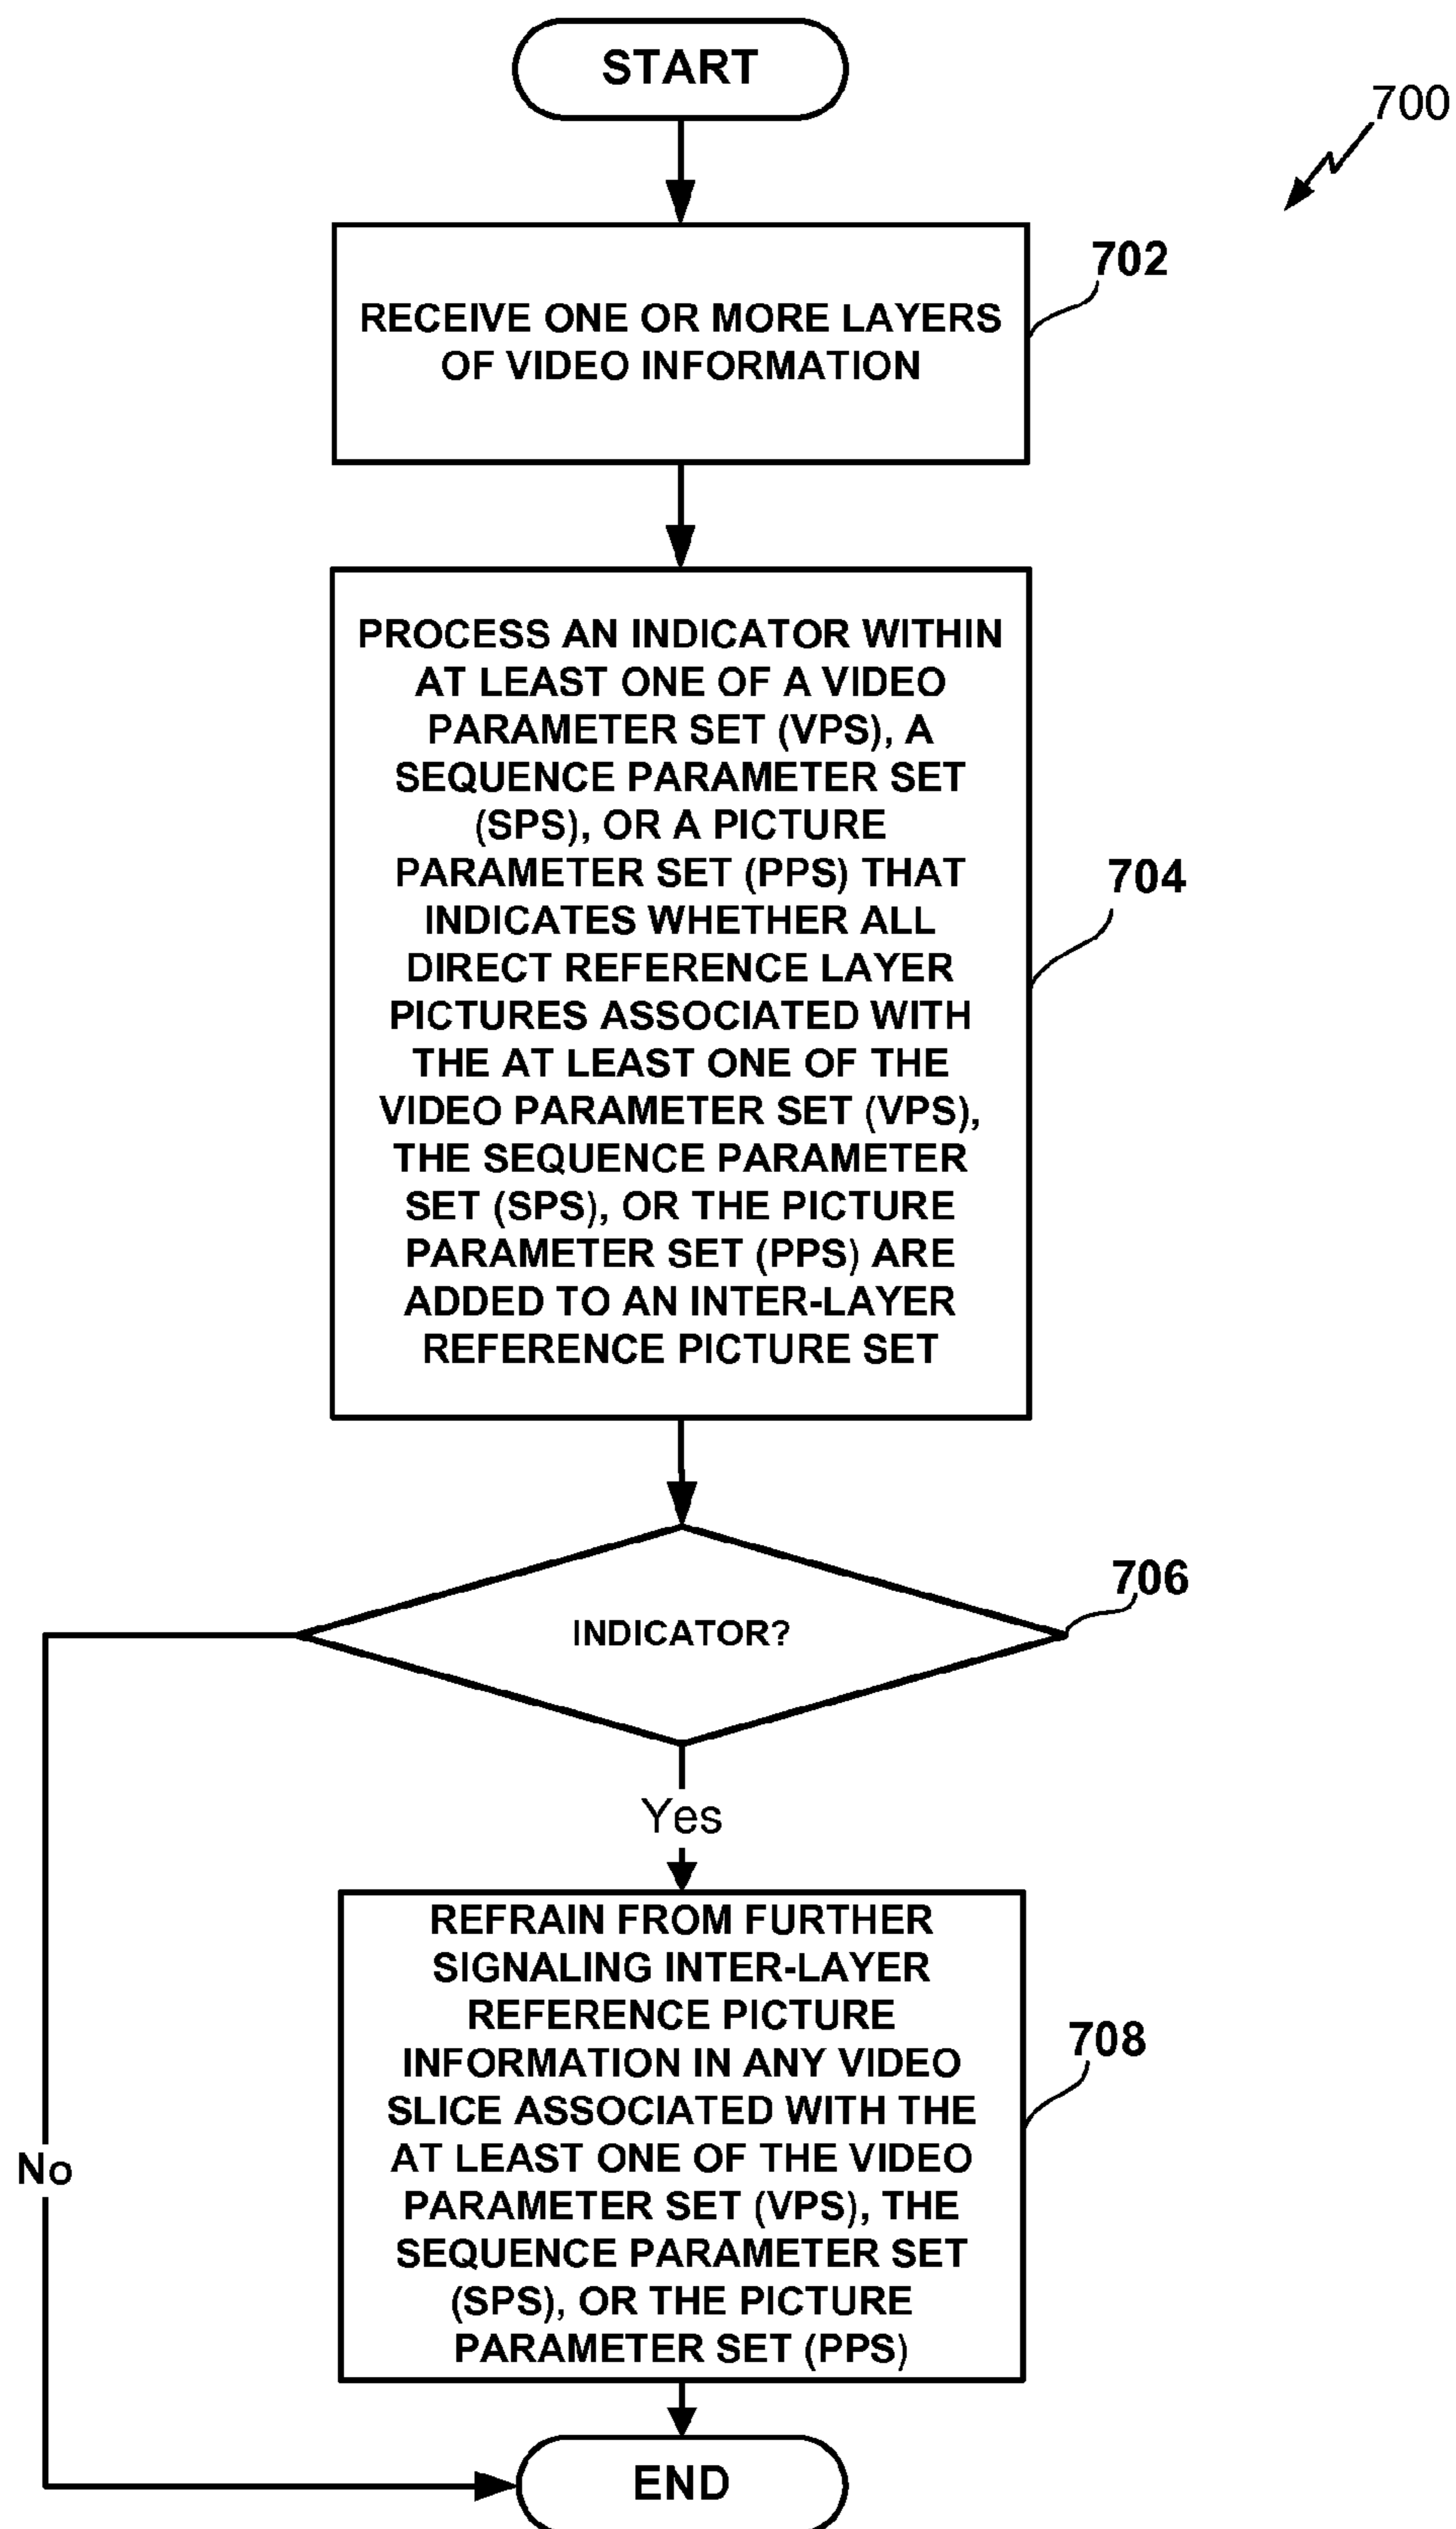 START
700
702
RECEIVE ONE OR MORE LAYERS
OF VIDEO INFORMATION
PROCESS AN INDICATOR WITHIN
AT LEAST ONE OF A VIDEO
PARAMETER SET (VPS), A
SEQUENCE PARAMETER SET
(SPS), OR A PICTURE
PARAMETER SET (PPS) THAT
INDICATES WHETHER ALL
DIRECT REFERENCE LAYER
PICTURES ASSOCIATED WITH
THE AT LEAST ONE OF THE
VIDEO PARAMETER SET (VPS),
THE SEQUENCE PARAMETER
SET (SPS), OR THE PICTURE
PARAMETER SET (PPS) ARE
ADDED TO AN INTER-LAYER
REFERENCE PICTURE SET
704
706
INDICATOR?
Yes
REFRAIN FROM FURTHER
SIGNALING INTER-LAYER
REFERENCE PICTURE
INFORMATION IN ANY VIDEO
SLICE ASSOCIATED WITH THE
AT LEAST ONE OF THE VIDEO
PARAMETER SET (VPS), THE
SEQUENCE PARAMETER SET
(SPS), OR THE PICTURE
PARAMETER SET (PPS)
708
No
END